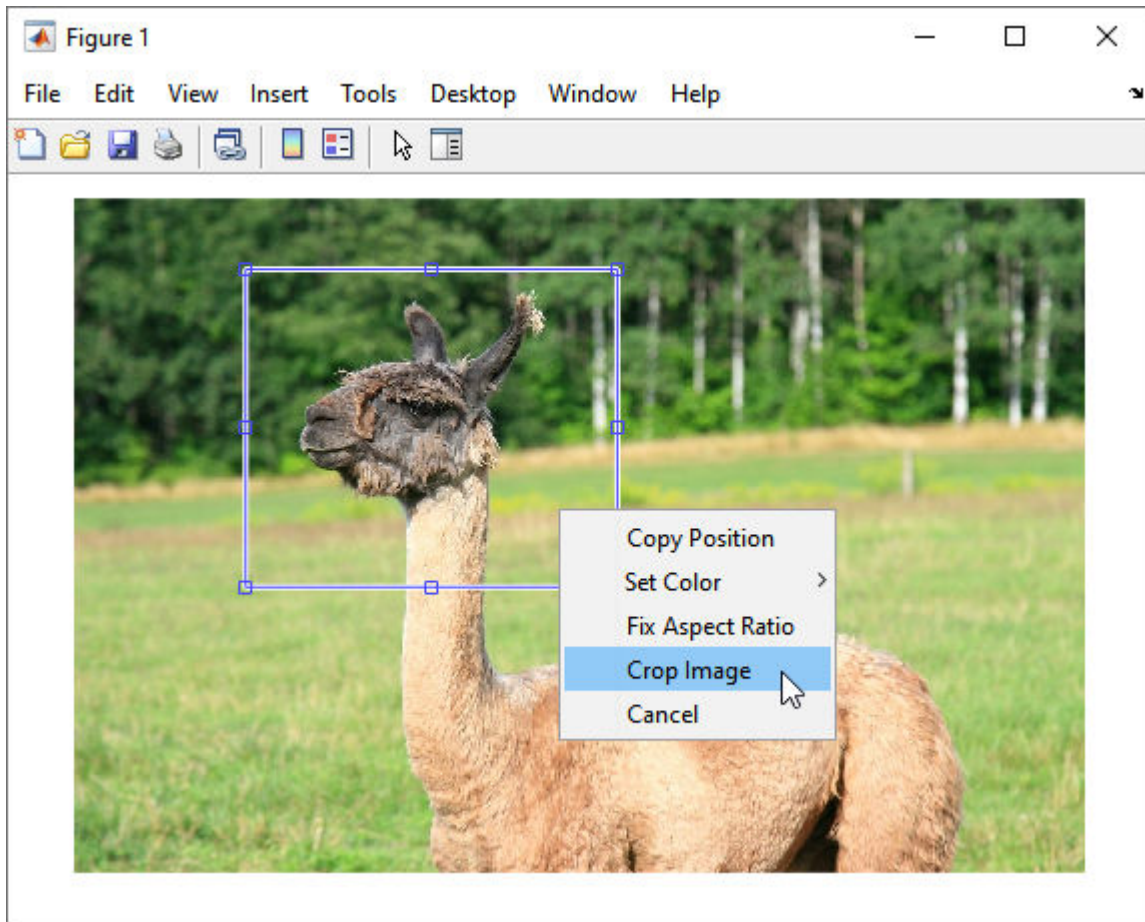 Figure 1
File Edit View Insert Tools Desktop Window Help
Copy Position
Set Color
Fix Aspect Ratio
Crop Image
Cancel